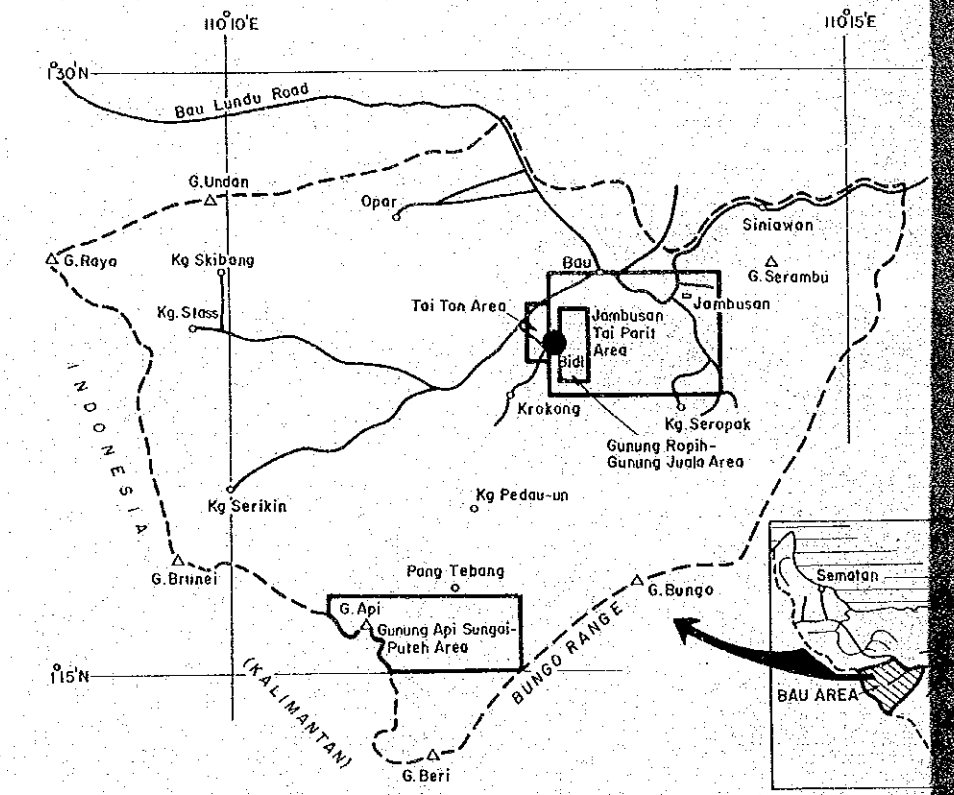 110°10'E
110°15'E
1°30'N
Bau Lundu Road
G.Undan
Opar
Siniawan
G.Raya
Kg Skibang
Bau
G.Serambu
Kg.Stass
Tai Ton Area
Jambusan
Jambusan
Tai Parit
Area
Bidi
INDONESIA
Krokong
Kg.Seropak
Gunung Ropih-
Gunung Juala Area
Kg Serikin
Kg Pedau-un
G.Brunei
Pang Tebang
G.Bungo
Sematan
G.Api
Gunung Api Sungai-
Puteh Area
BUNGO RANGE
1°15'N
(KALIMANTAN)
BAU AREA
G.Beri